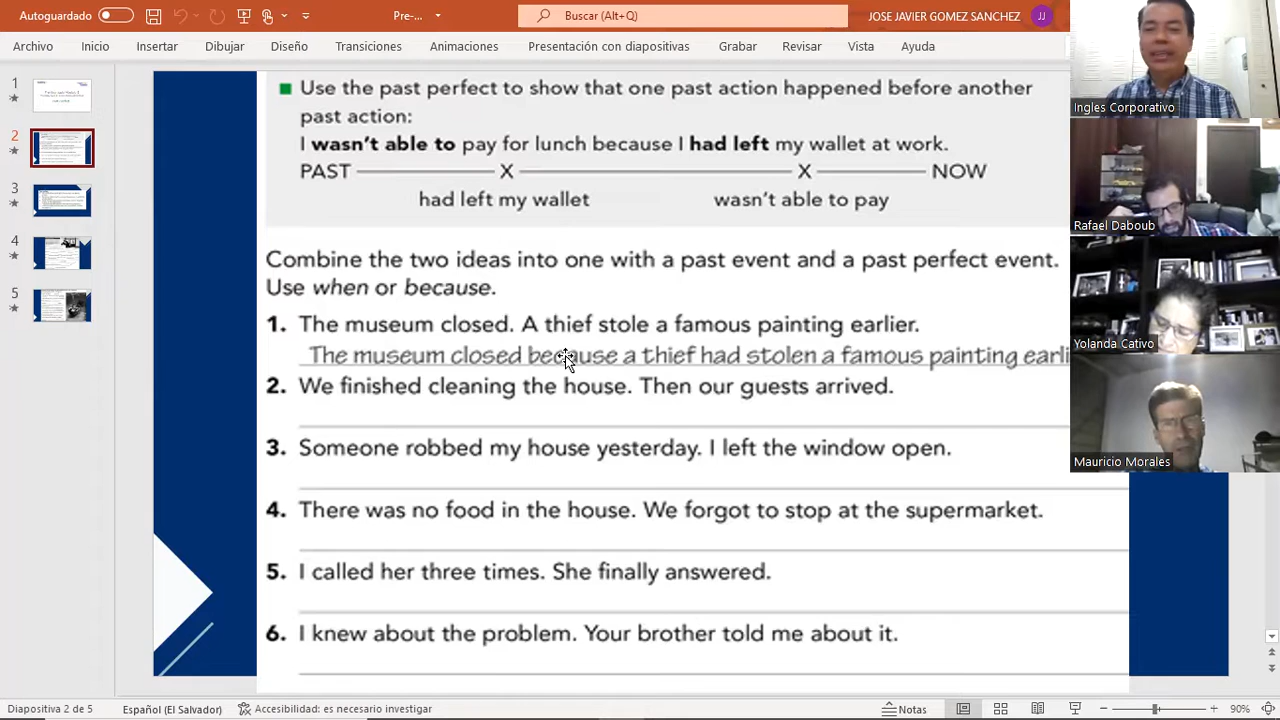 Autoguardado
Pre-...
Buscar (Alt+Q)
JOSE JAVIER GOMEZ SANCHEZ
JJ
Archivo Inicio Insertar Dibujar Diseño Transiciones Animaciones Presentación con diapositivas Grabar Revisar Vista Ayuda
1
2
3
4
5
Use the past perfect to show that one past action happened before another
past action:
I wasn't able to pay for lunch because I had left my wallet at work.
PAST X X NOW
had left my wallet wasn't able to pay
Combine the two ideas into one with a past event and a past perfect event.
Use when or because.
1. The museum closed. A thief stole a famous painting earlier.
The museum closed because a thief had stolen a famous painting earli
2. We finished cleaning the house. Then our guests arrived.
3. Someone robbed my house yesterday. I left the window open.
4. There was no food in the house. We forgot to stop at the supermarket.
5. I called her three times. She finally answered.
6. I knew about the problem. Your brother told me about it.
Ingles Corporativo
Rafael Daboub
Yolanda Cativo
Mauricio Morales
Diapositiva 2 de 5 Español (El Salvador) Accesibilidad: es necesario investigar Notas 90%